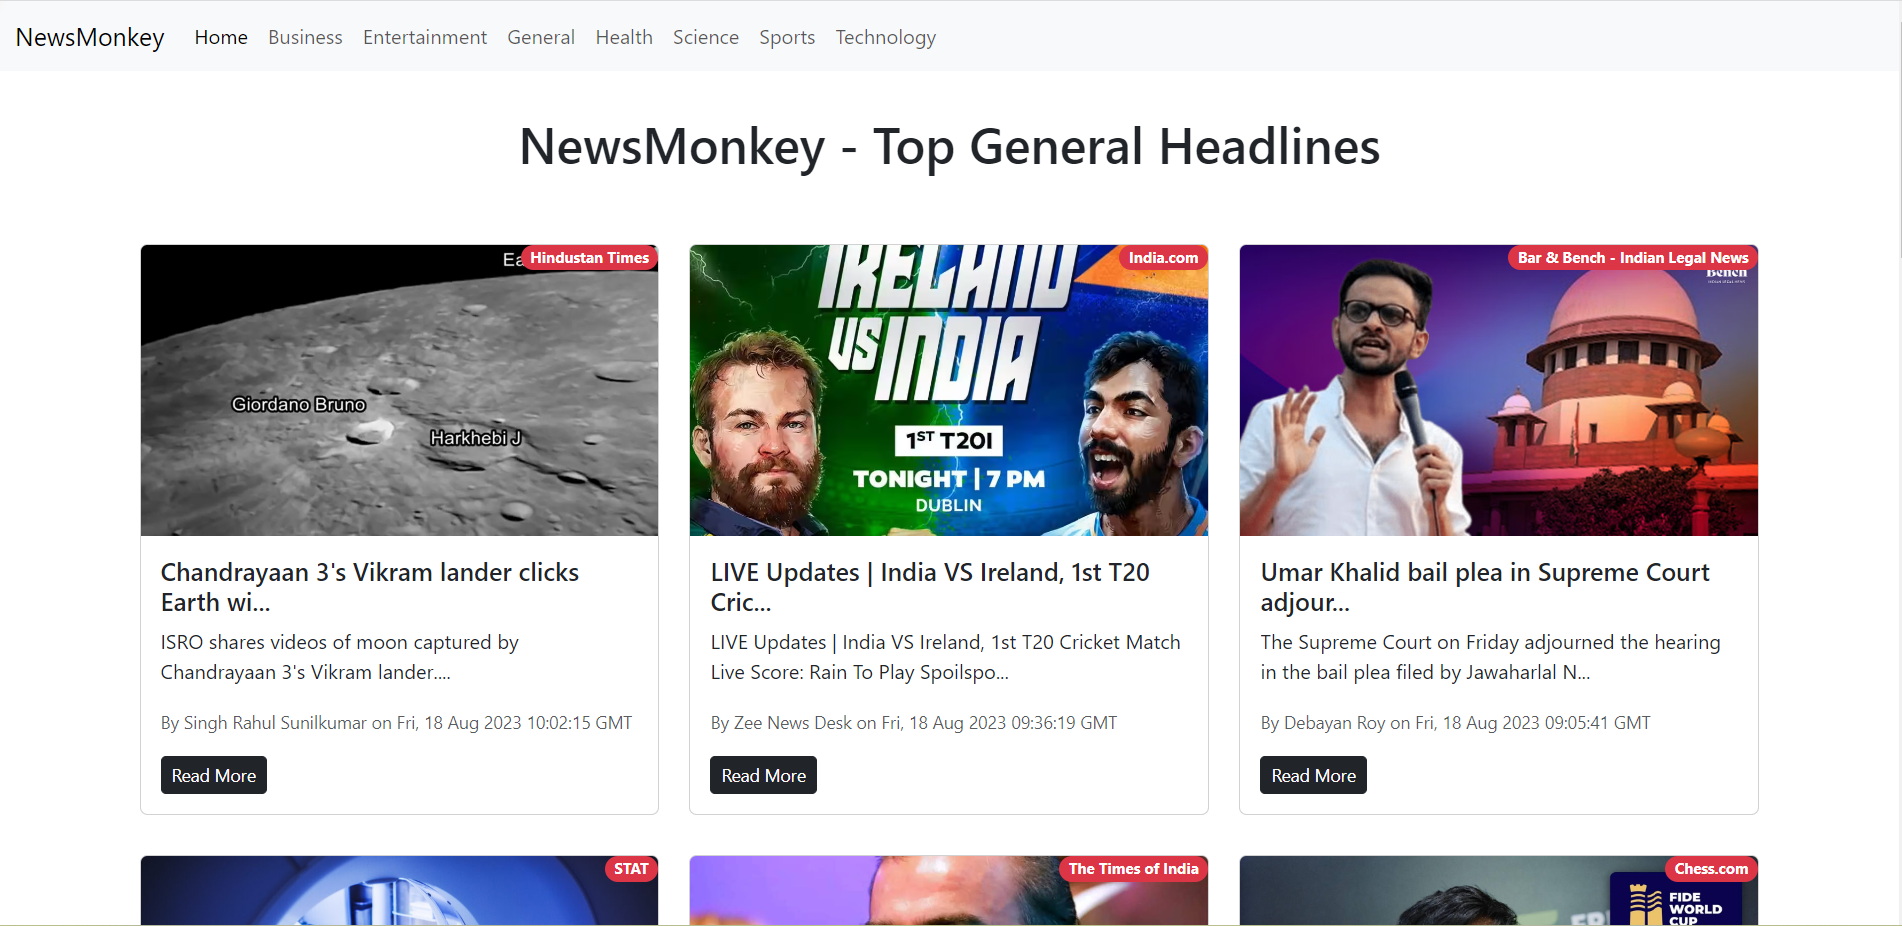 NewsMonkey Home Business Entertainment General Health Science Sports Technology
NewsMonkey - Top General Headlines
Ea
Hindustan Times
Giordano Bruno
Harkhebi J
Chandrayaan 3's Vikram lander clicks
Earth wi...
ISRO shares videos of moon captured by
Chandrayaan 3's Vikram lander....
By Singh Rahul Sunilkumar on Fri, 18 Aug 2023 10:02:15 GMT
Read More
India.com
IRELAND
VS INDIA
1ST T20I
TONIGHT | 7 PM
DUBLIN
LIVE Updates | India VS Ireland, 1st T20
Cric...
LIVE Updates | India VS Ireland, 1st T20 Cricket Match
Live Score: Rain To Play Spoilspo...
By Zee News Desk on Fri, 18 Aug 2023 09:36:19 GMT
Read More
Bar & Bench - Indian Legal News
Bench
Umar Khalid bail plea in Supreme Court
adjour...
The Supreme Court on Friday adjourned the hearing
in the bail plea filed by Jawaharlal N...
By Debayan Roy on Fri, 18 Aug 2023 09:05:41 GMT
Read More
STAT
The Times of India
Chess.com
FIDE
WORLD
CUP